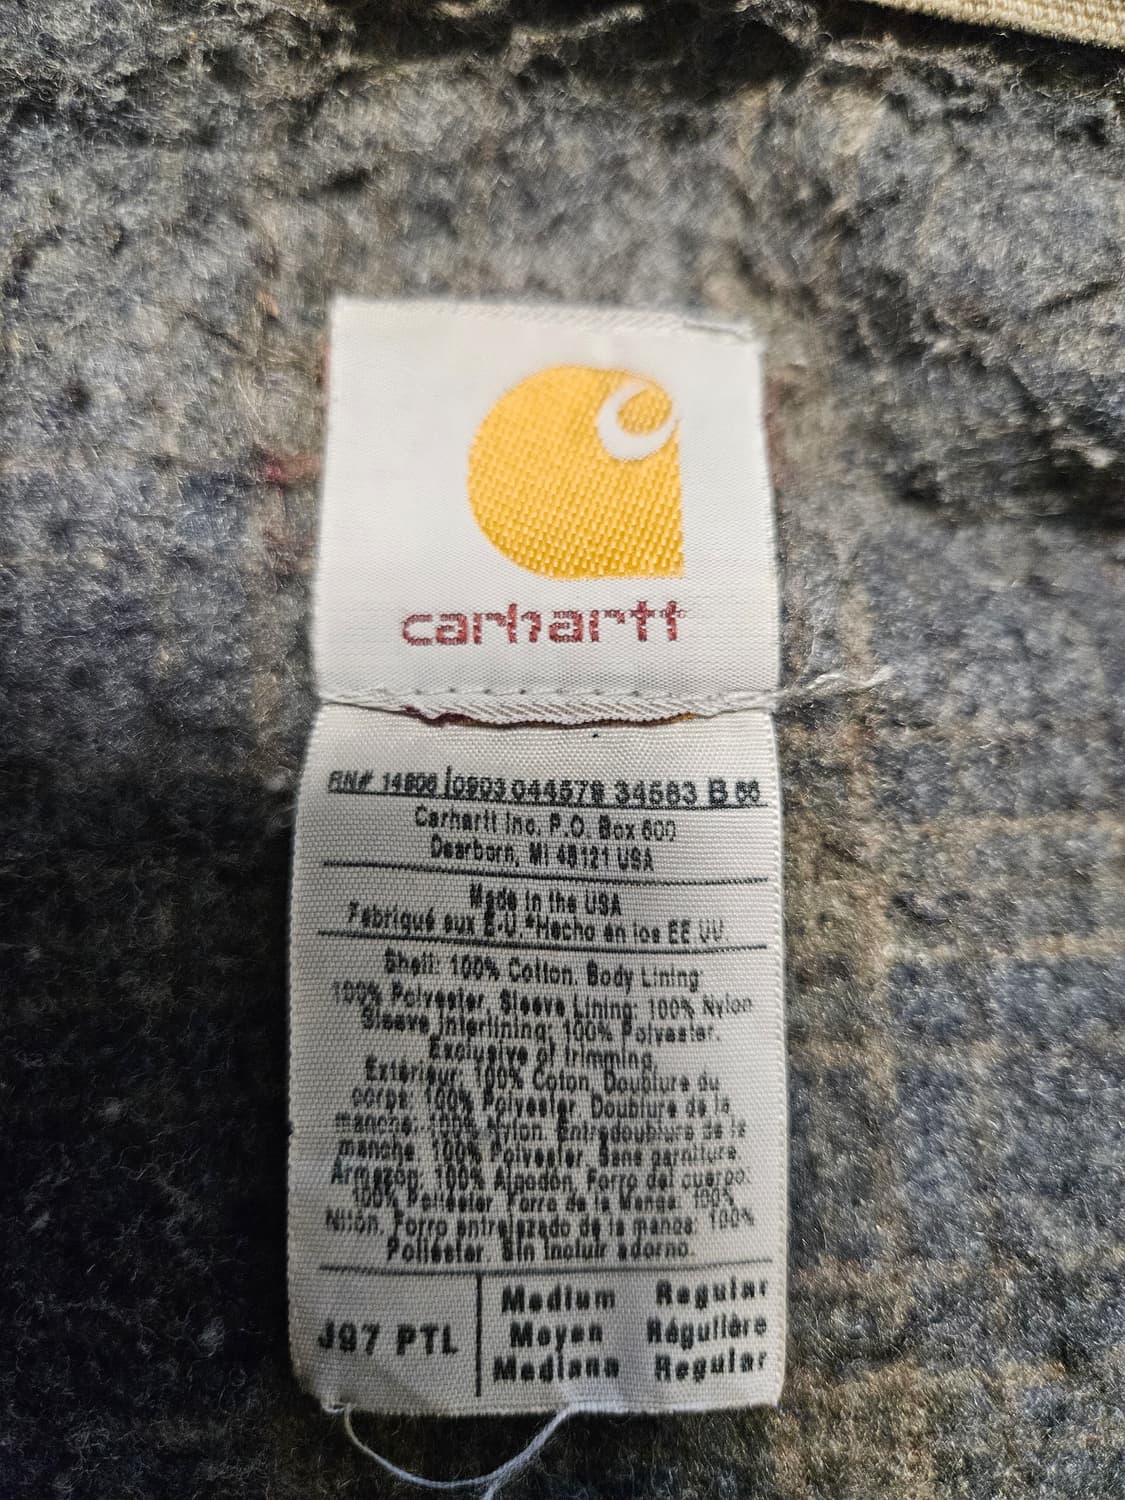 carhartt
RN# 14806 0903 044579 34583 B 66
Carhartt Inc. P.O. Box 600
Dearborn, MI 48121 USA
Made in the USA
Fabriqué aux E-U.*Hecho en los EE UU
Shell: 100% Cotton. Body Lining
100% Polyester. Sleeve Lining: 100% Nylon
Sleeve Interlining: 100% Polyester.
Exclusive of trimming.
Extérieur: 100% Coton. Doublure du
corps: 100% Polyester. Doublure de la
manche: 100% Nylon. Entredoublure de la
manche: 100% Polyester. Sans garniture
Armazon: 100% Algodón. Forro del cuerpo:
100% Poliester Forro de la Manga: 100%
Nilón. Forro entrelazado de la manga: 100%
Poliéster. Sin incluir adorno.
J97 PTL
Medium Regular
Moyen Régulière
Mediana Regular